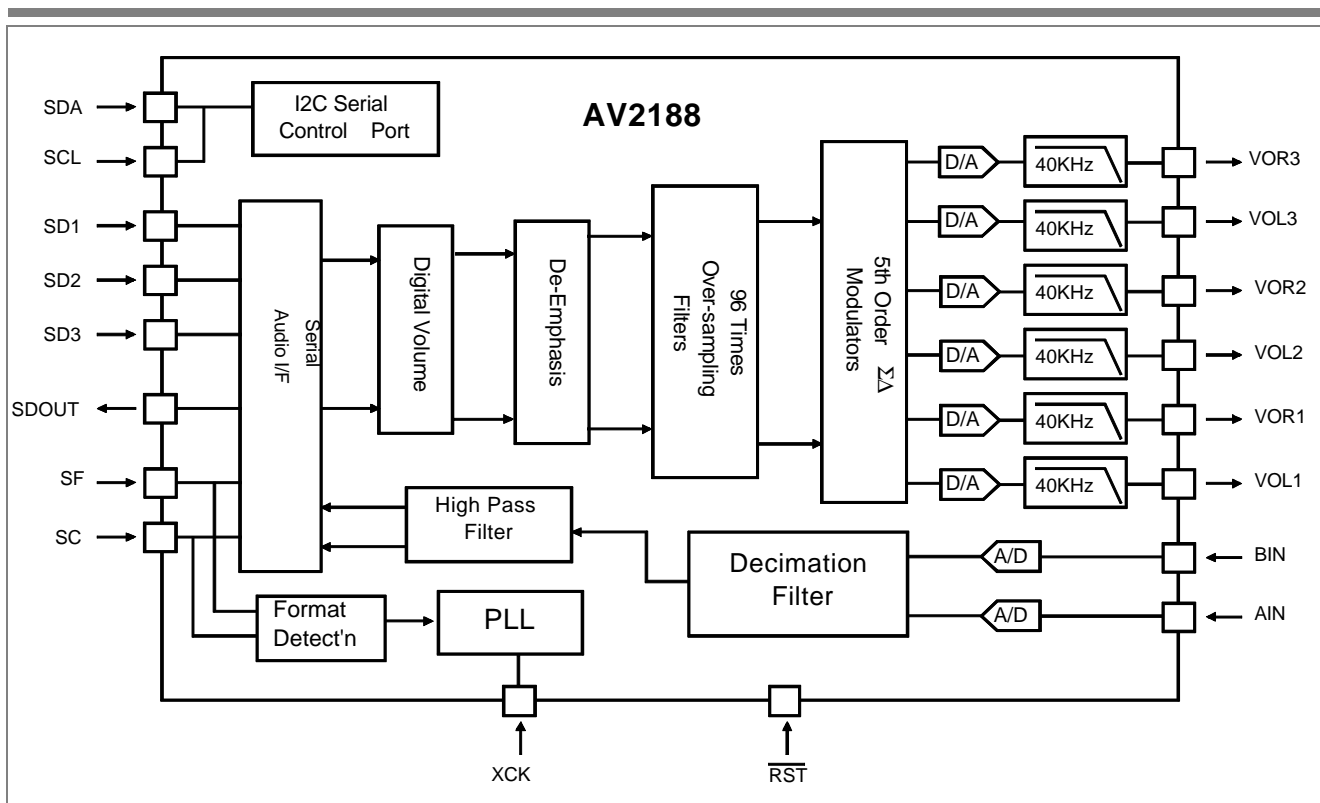 AV2188
SDA
SCL
SD1
SD2
SD3
SDOUT
SF
SC
I2C Serial
Control Port
Serial
Audio I/F
Digital Volume
De-Emphasis
96 Times
Over-sampling
Filters
5th Order ΣΔ
Modulators
D/A
40KHz
VOR3
D/A
40KHz
VOL3
D/A
40KHz
VOR2
D/A
40KHz
VOL2
D/A
40KHz
VOR1
D/A
40KHz
VOL1
High Pass
Filter
Decimation
Filter
A/D
BIN
A/D
AIN
Format
Detect'n
PLL
XCK
RST